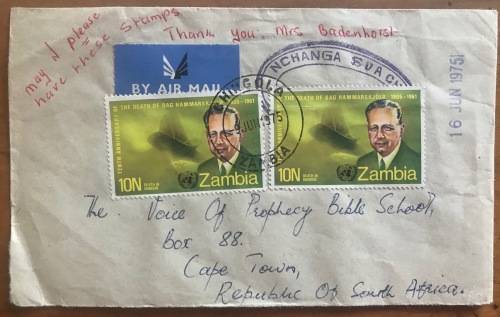 may I please
have these stamps
Thank you. Mrs Badenhorst
BY AIR MAIL
NCHANGA
16 JUN 1975
JUN 1975
ZAMBIA
TENTH ANNIVERSARY OF THE DEATH OF DAG HAMMARSKJOLD 1905-1961
10N
Zambia
OF THE DEATH OF DAG HAMMARSKJOLD 1905-1961
10N
Zambia
The Voice Of Prophecy Bible School,
Box 88.
Cape Town,
Republic Of South Africa.